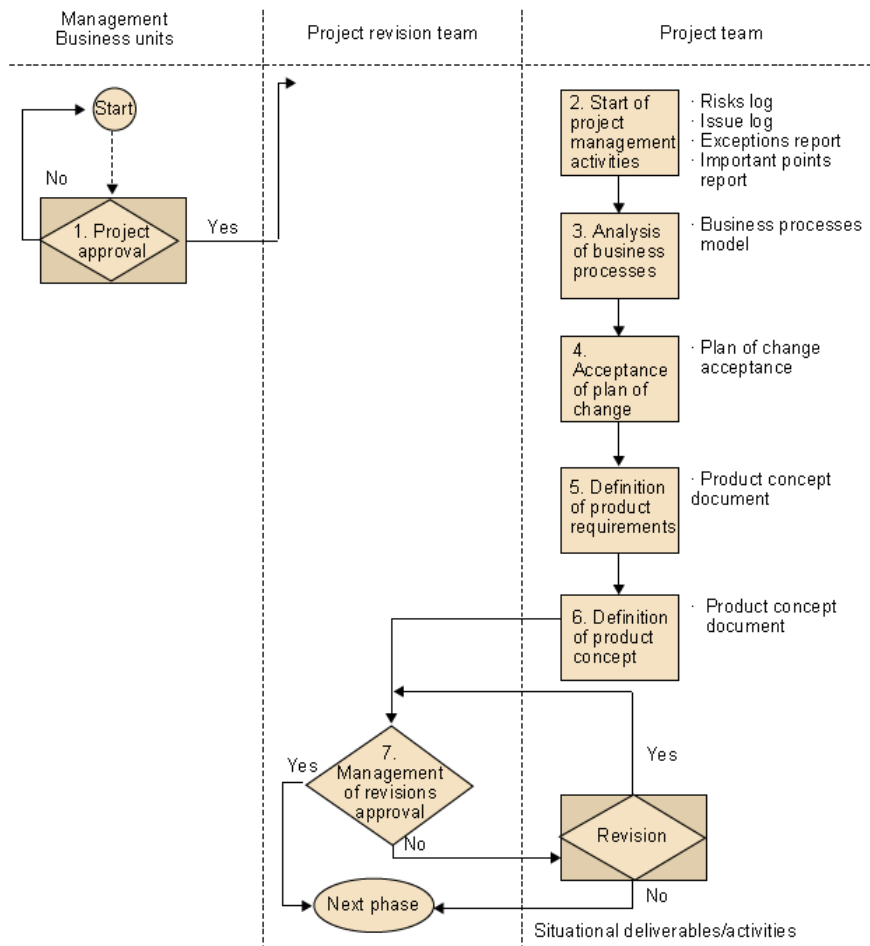 Management
Business units
Project revision team
Project team
Start
No
1. Project
approval
Yes
2. Start of
project
management
activities
· Risks log
· Issue log
· Exceptions report
· Important points
report
3. Analysis
of business
processes
· Business processes
model
4.
Acceptance
of plan of
change
· Plan of change
acceptance
5. Definition
of product
requirements
· Product concept
document
6. Definition
of product
concept
· Product concept
document
7.
Management
of revisions
approval
Yes
No
Yes
Revision
No
Next phase
Situational deliverables/activities